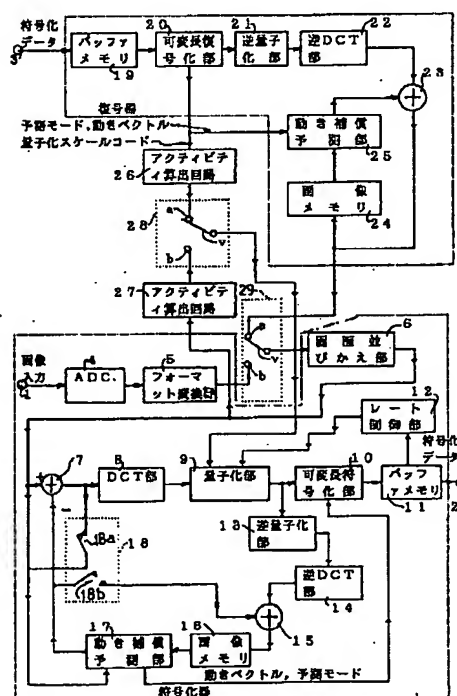 符号化
データ
3
バッファ
メモリ
19
20
可変長復
号化部
21
逆量子
化部
22
逆DCT
部
23
復号器
予測モード,動きベクトル
量子化スケールコード
動き補償
予測部
25
アクティビテ
ィ算出回路
26
画像
メモリ
24
28
a
v
b
アクティビテ
ィ算出回路
27
29
a
v
b
画面並
びかえ部
6
画像
入力
1
4
ADC.
5
フォーマ
ット変換部
レート
制御部
12
符号化
データ
7
8
DCT部
9
量子化部
可変長符
号化部
10
バッフ
ァメモリ
11
2
逆量子化
部
13
18a
18b
18
逆DCT
部
14
15
17
動き補償
予測部
16
画像
メモリ
動きベクトル,予測モード
符号化器